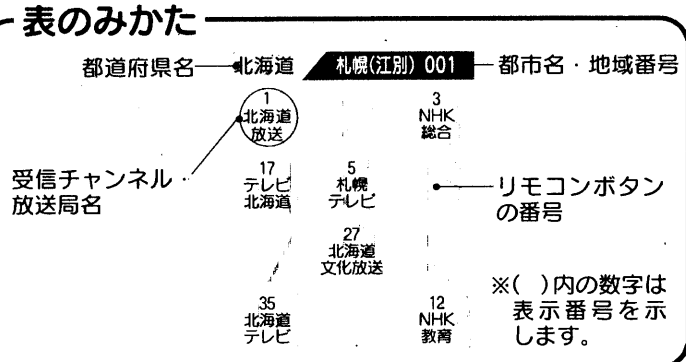 表のみかた
都道府県名
北海道
札幌(江別) 001
都市名・地域番号
1
北海道
放送
3
NHK
総合
受信チャンネル
放送局名
17
テレビ
北海道
5
札幌
テレビ
リモコンボタン
の番号
27
北海道
文化放送
35
北海道
テレビ
12
NHK
教育
※( )内の数字は
表示番号を示
します。